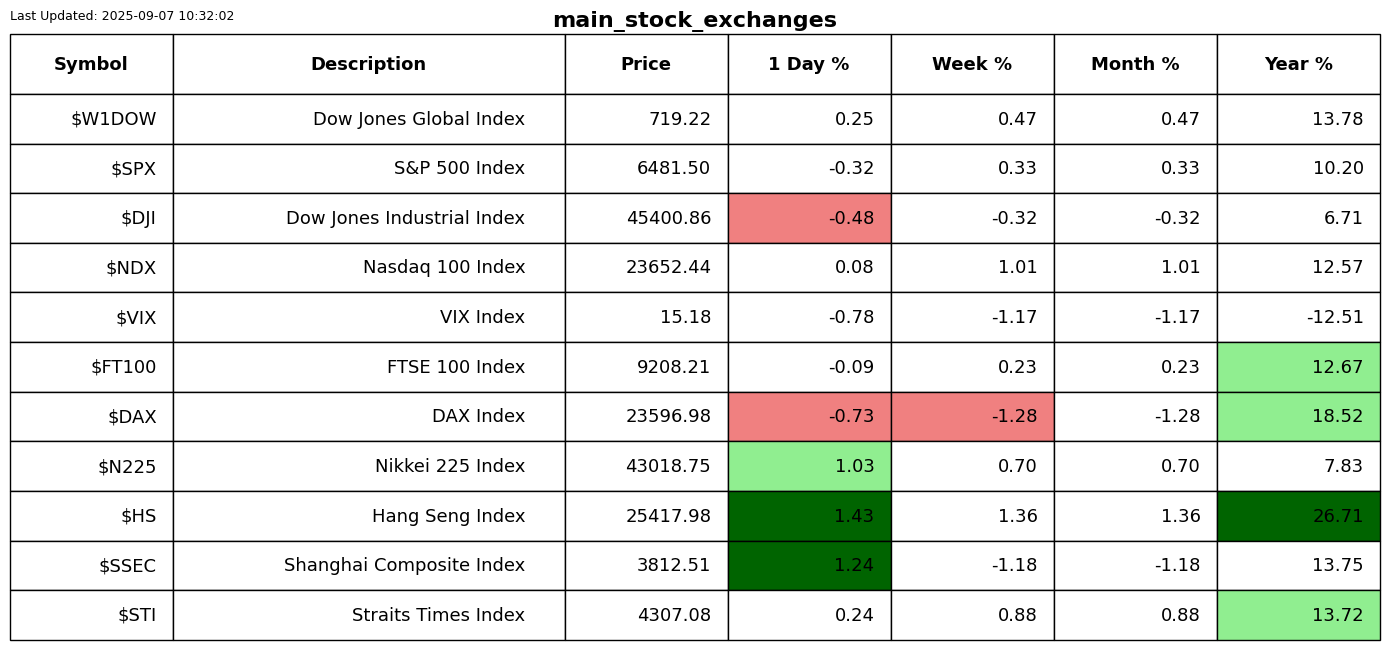 Last Updated: 2025-09-07 10:32:02
main_stock_exchanges
Symbol Description Price 1 Day % Week % Month % Year %
$W1DOW Dow Jones Global Index 719.22 0.25 0.47 0.47 13.78
$SPX S&P 500 Index 6481.50 -0.32 0.33 0.33 10.20
$DJI Dow Jones Industrial Index 45400.86 -0.48 -0.32 -0.32 6.71
$NDX Nasdaq 100 Index 23652.44 0.08 1.01 1.01 12.57
$VIX VIX Index 15.18 -0.78 -1.17 -1.17 -12.51
$FT100 FTSE 100 Index 9208.21 -0.09 0.23 0.23 12.67
$DAX DAX Index 23596.98 -0.73 -1.28 -1.28 18.52
$N225 Nikkei 225 Index 43018.75 1.03 0.70 0.70 7.83
$HS Hang Seng Index 25417.98 1.43 1.36 1.36 26.71
$SSEC Shanghai Composite Index 3812.51 1.24 -1.18 -1.18 13.75
$STI Straits Times Index 4307.08 0.24 0.88 0.88 13.72